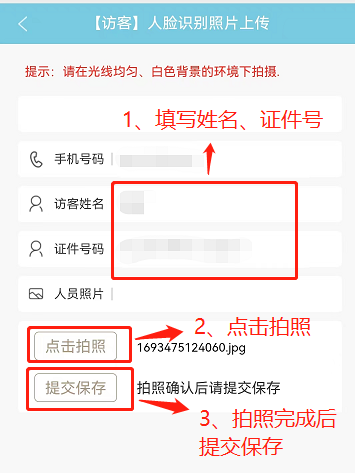 【访客】人脸识别照片上传
提示：请在光线均匀、白色背景的环境下拍摄.
1、填写姓名、证件号
手机号码
访客姓名
证件号码
人员照片
点击拍照
2、点击拍照
1693475124060.jpg
提交保存
拍照确认后请提交保存
3、拍照完成后
提交保存